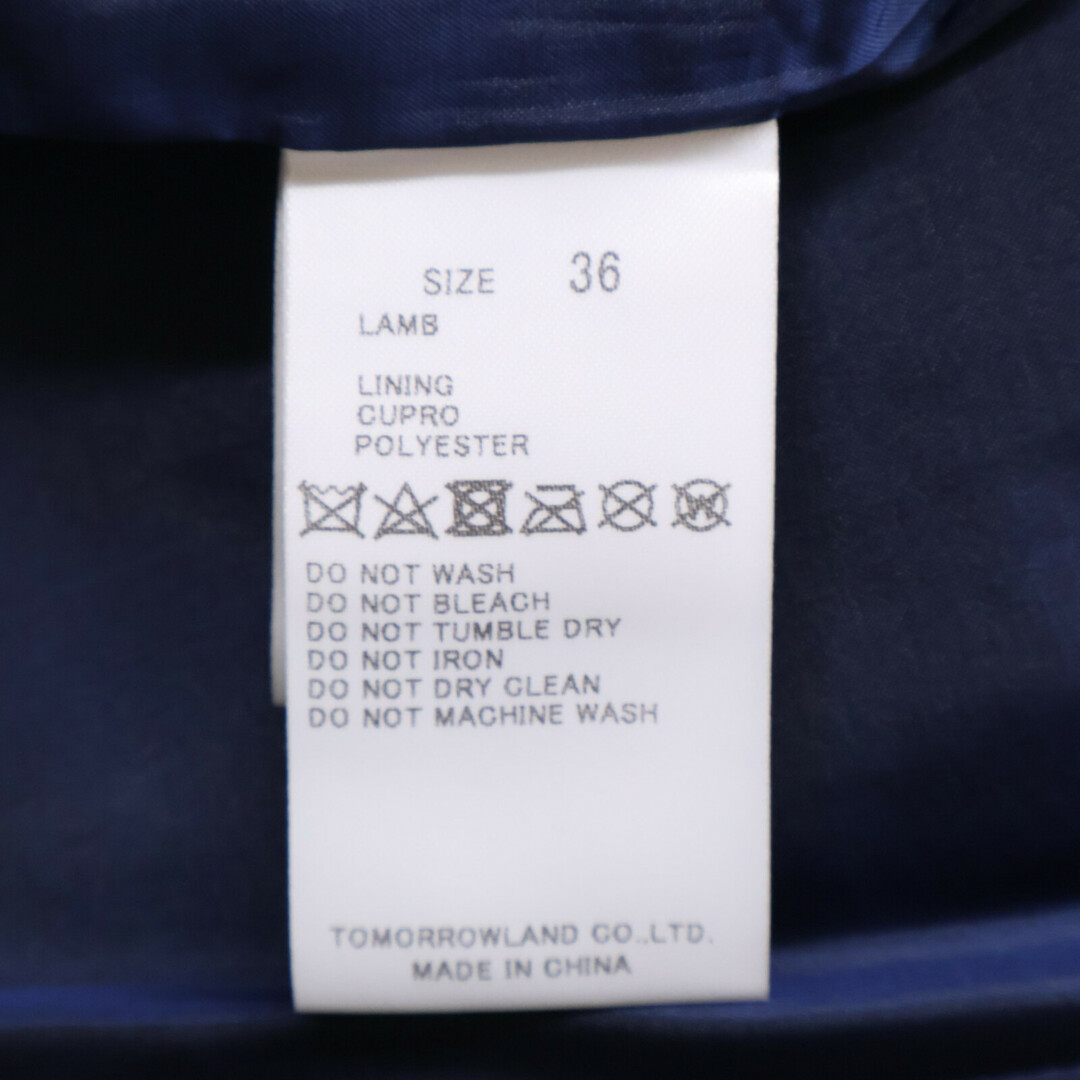 SIZE 36
LAMB
LINING
CUPRO
POLYESTER
W
DO NOT WASH
DO NOT BLEACH
DO NOT TUMBLE DRY
DO NOT IRON
DO NOT DRY CLEAN
DO NOT MACHINE WASH
TOMORROWLAND CO.,LTD.
MADE IN CHINA